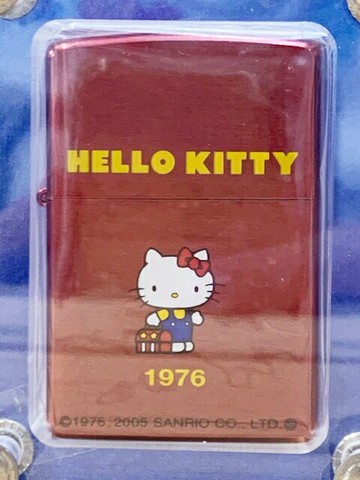 HELLO KITTY
1976
©1976, 2005 SANRIO CO., LTD.Ⓢ